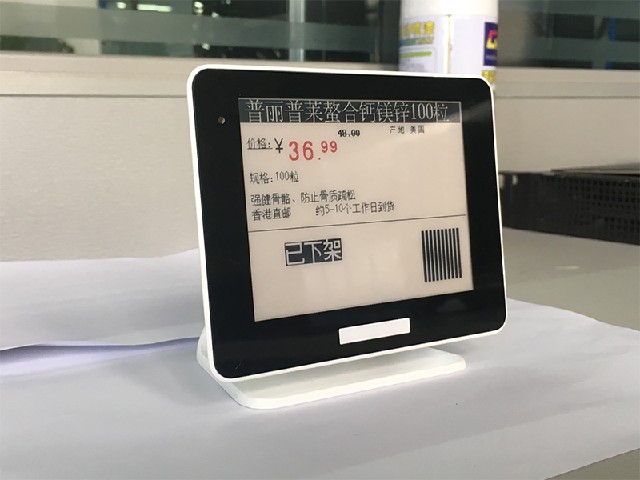 普丽普莱螯合钙镁锌100粒
48.99 产地:美国
价格:¥36.99
规格:100粒
强健骨骼、防止骨质疏松
香港直邮 约5-10个工作日到货
已下架